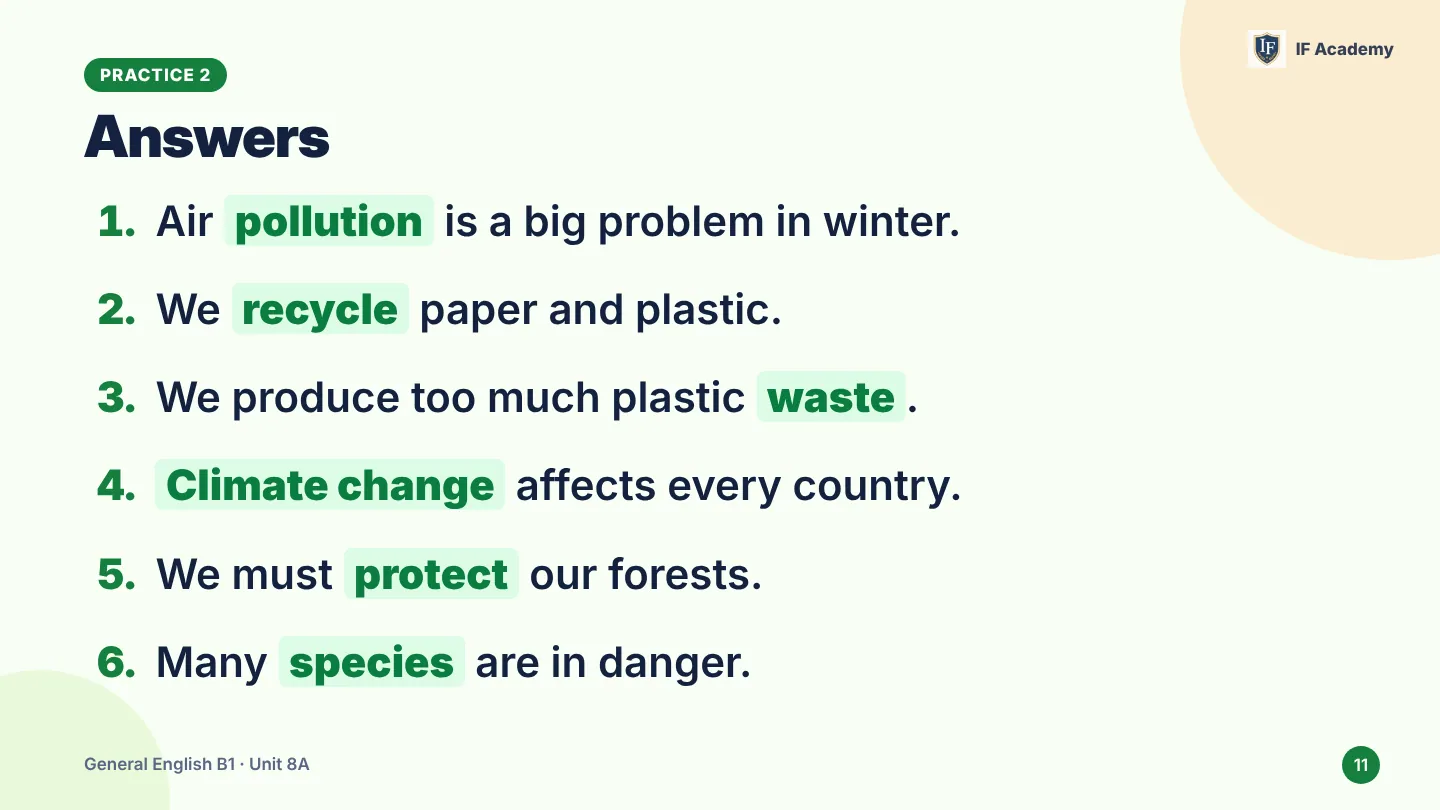 IF
IF Academy
PRACTICE 2
Answers
1. Air pollution is a big problem in winter.
2. We recycle paper and plastic.
3. We produce too much plastic waste.
4. Climate change affects every country.
5. We must protect our forests.
6. Many species are in danger.
General English B1 · Unit 8A
11